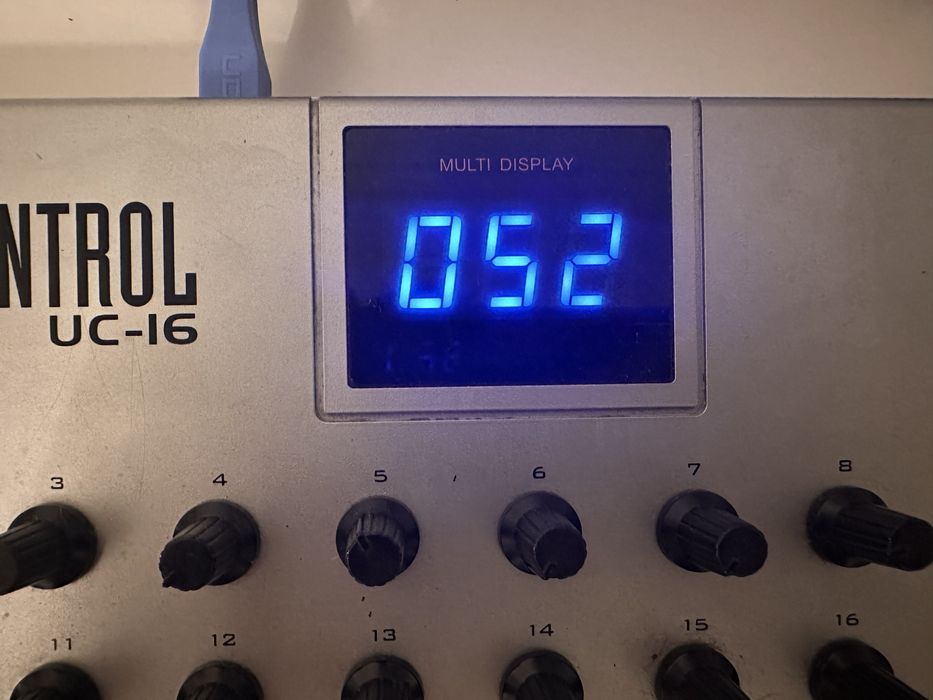 MULTI DISPLAY
052
NTROL
UC-16
3 4 5 6 7 8
11 12 13 14 15 16